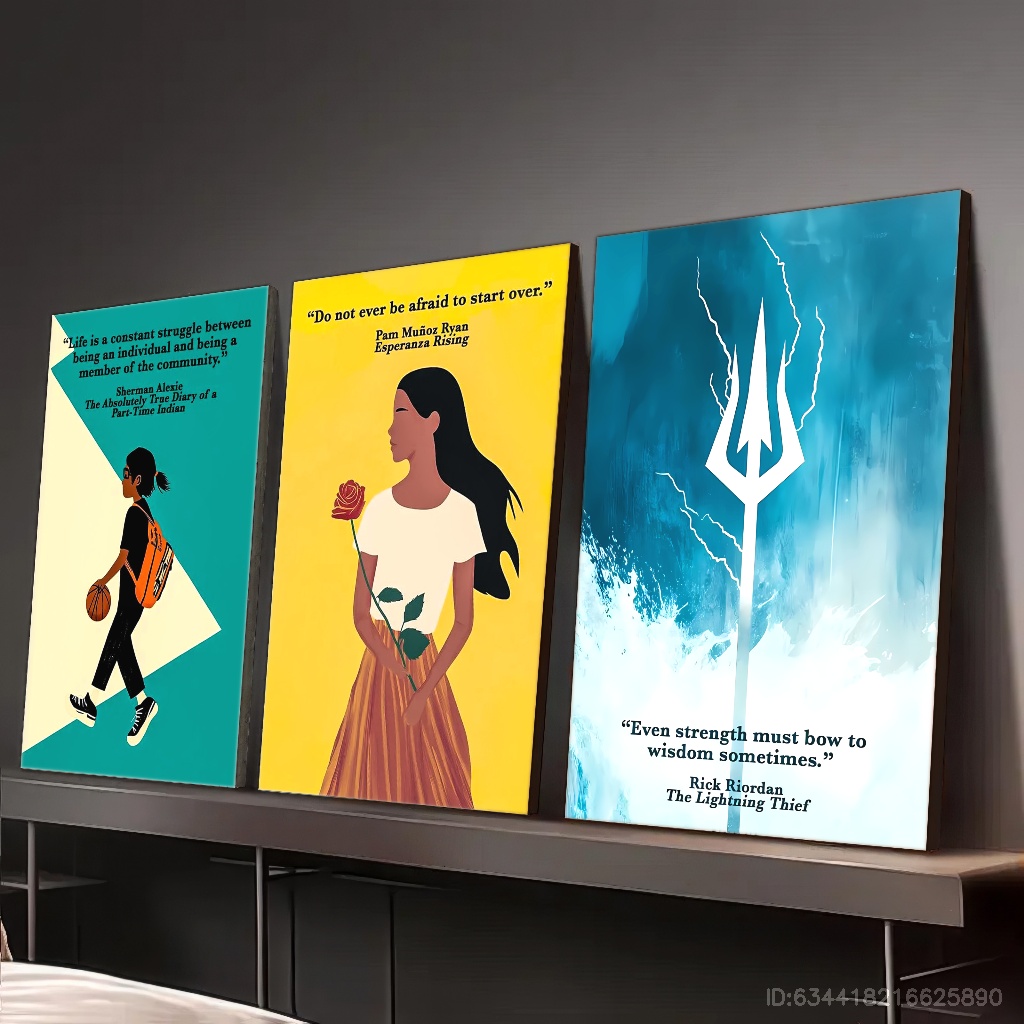 “Life is a constant struggle between
being an individual and being a
member of the community.”
Sherman Alexie
The Absolutely True Diary of a
Part-Time Indian
“Do not ever be afraid to start over.”
Pam Muñoz Ryan
Esperanza Rising
“Even strength must bow to
wisdom sometimes.”
Rick Riordan
The Lightning Thief
ID:634418216625890